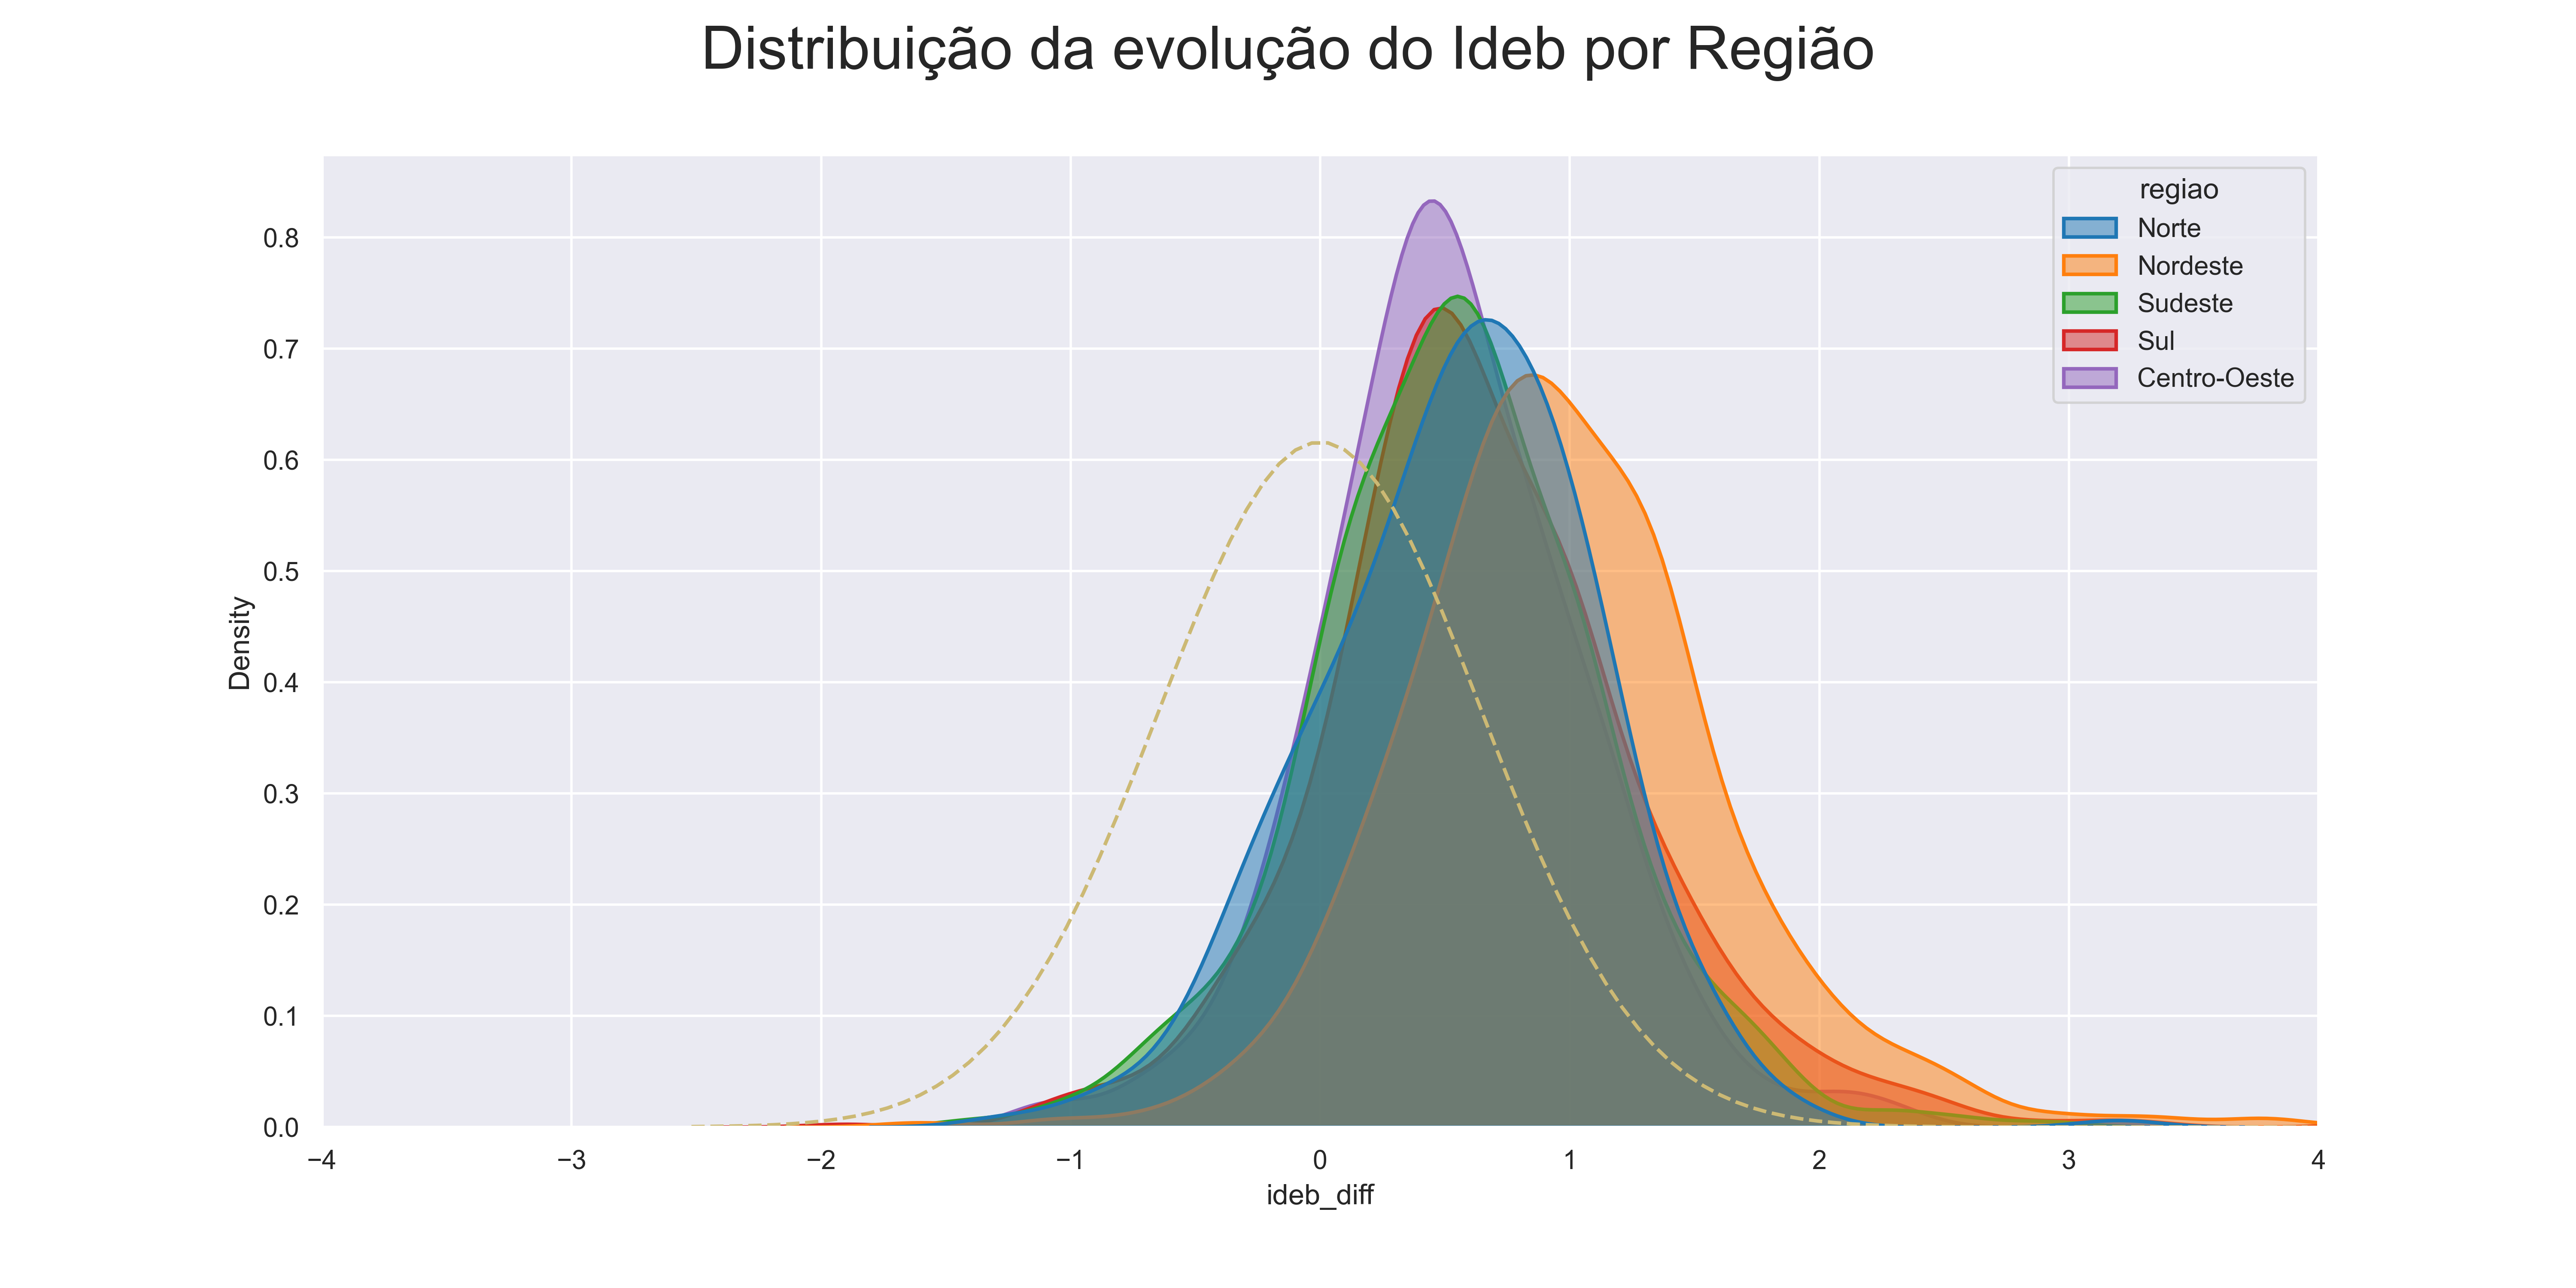 Distribuição da evolução do Ideb por Região
regiao
Norte
Nordeste
Sudeste
Sul
Centro-Oeste
Density
0.8
0.7
0.6
0.5
0.4
0.3
0.2
0.1
0.0
−4 −3 −2 −1 0 1 2 3 4
ideb_diff